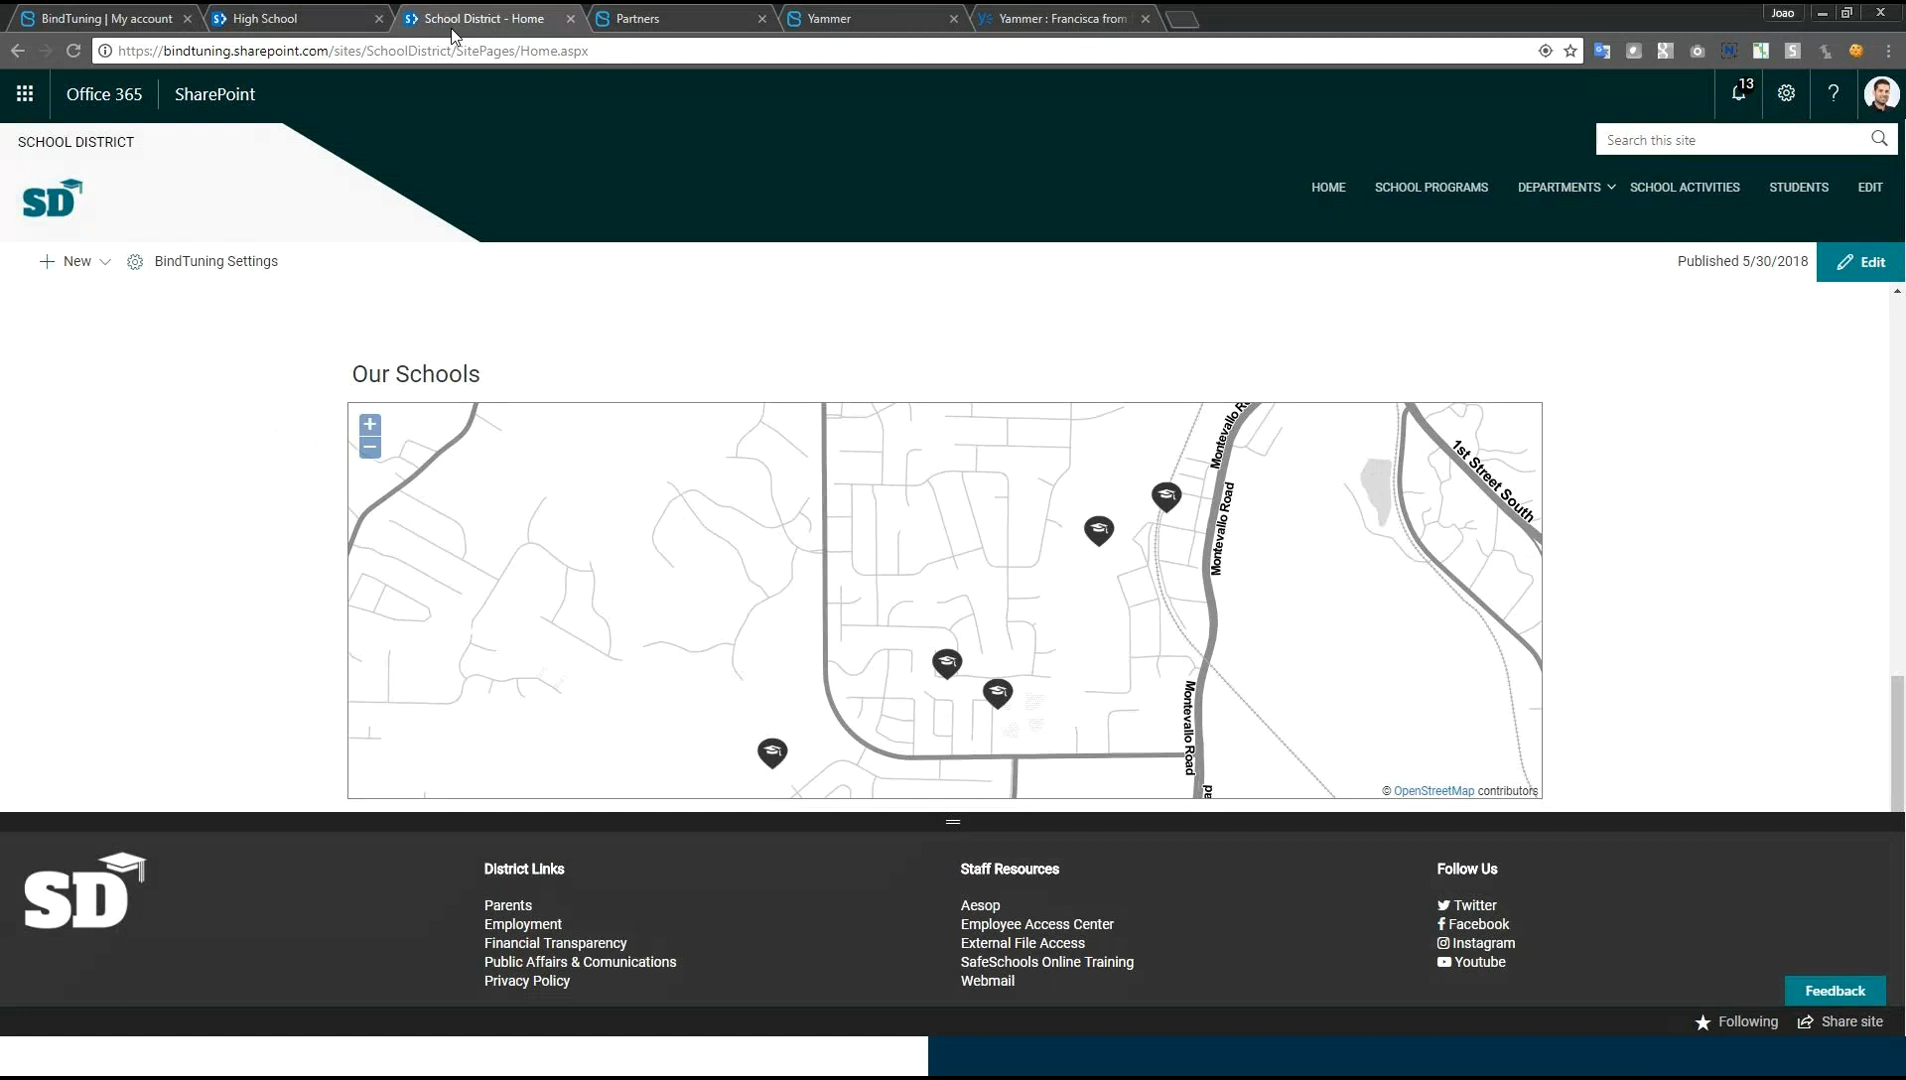 BindTuning | My account
High School
School District - Home
Partners
Yammer
Yammer : Francisca from
Joao
https://bindtuning.sharepoint.com/sites/SchoolDistrict/SitePages/Home.aspx
Office 365
SharePoint
13
?
SCHOOL DISTRICT
Search this site
SD
HOME
SCHOOL PROGRAMS
DEPARTMENTS
SCHOOL ACTIVITIES
STUDENTS
EDIT
+ New
BindTuning Settings
Published 5/30/2018
Edit
Our Schools
+
−
Montevallo
Montevallo Road
Montevallo Road
1st Street South
© OpenStreetMap contributors
SD
District Links
Parents
Employment
Financial Transparency
Public Affairs & Comunications
Privacy Policy
Staff Resources
Aesop
Employee Access Center
External File Access
SafeSchools Online Training
Webmail
Follow Us
Twitter
Facebook
Instagram
Youtube
Feedback
Following
Share site